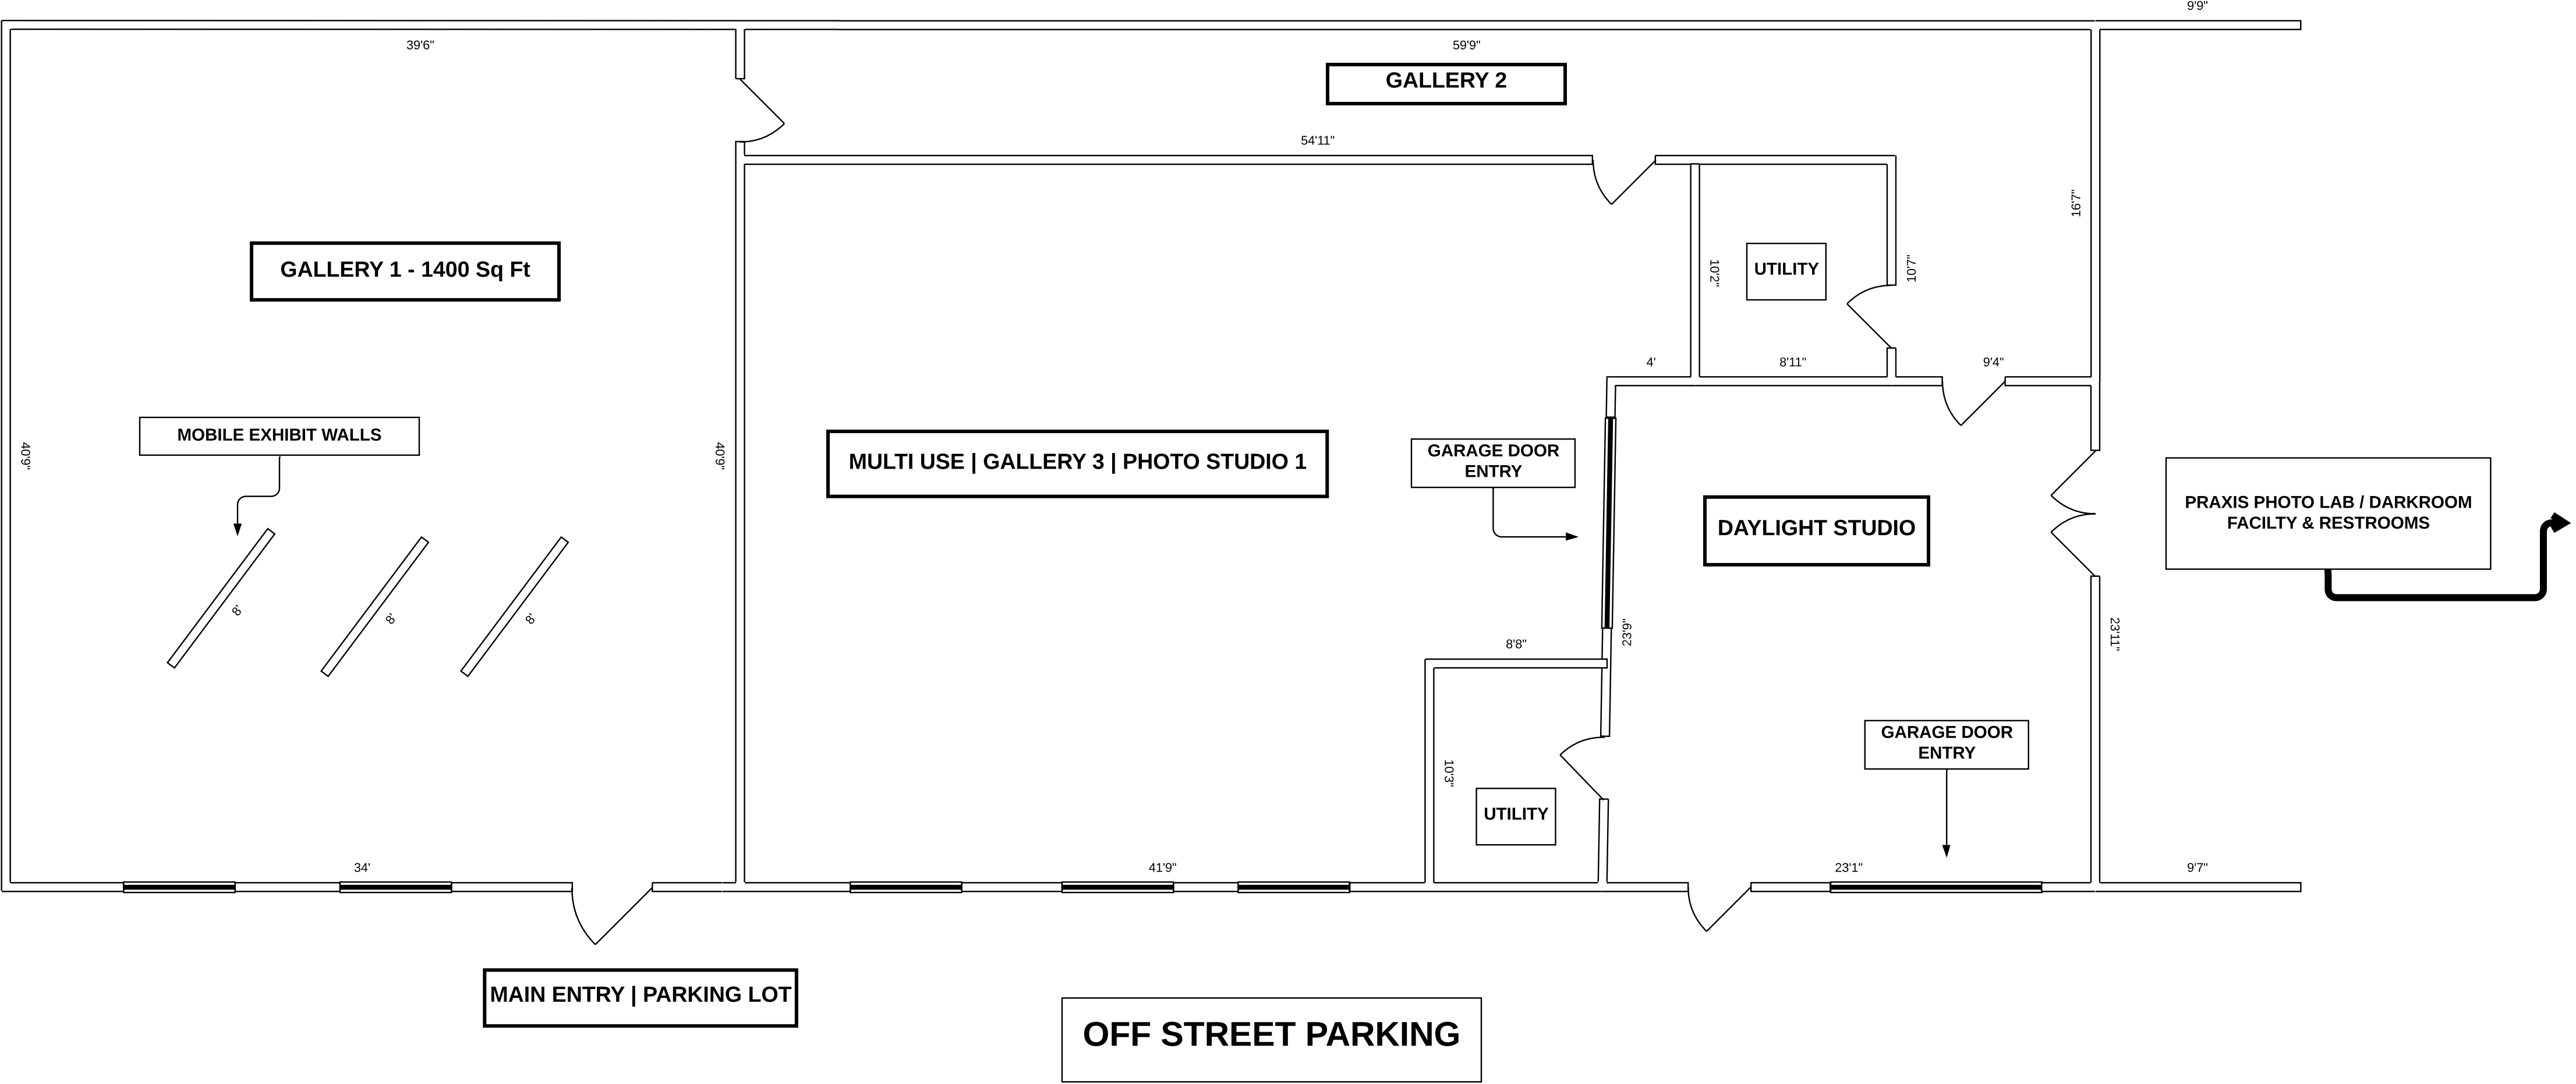 9'9"
39'6"
59'9"
GALLERY 2
54'11"
16'7"
GALLERY 1 - 1400 Sq Ft
10'2"
UTILITY
10'7"
4'
8'11"
9'4"
MOBILE EXHIBIT WALLS
40'9"
40'9"
MULTI USE | GALLERY 3 | PHOTO STUDIO 1
GARAGE DOOR
ENTRY
DAYLIGHT STUDIO
PRAXIS PHOTO LAB / DARKROOM
FACILTY & RESTROOMS
8'
8'
8'
8'8"
23'9"
23'11"
GARAGE DOOR
ENTRY
10'3"
UTILITY
34'
41'9"
23'1"
9'7"
MAIN ENTRY | PARKING LOT
OFF STREET PARKING